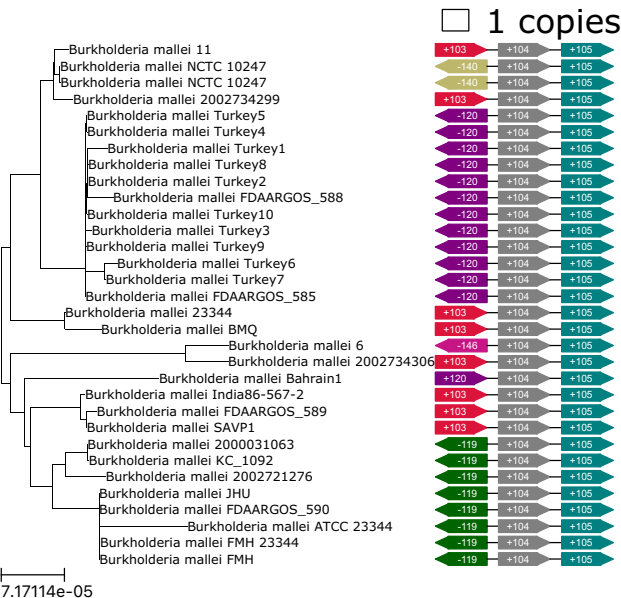 1 copies
Burkholderia mallei 11 +103 +104 +105
Burkholderia mallei NCTC 10247 -140 +104 +105
Burkholderia mallei NCTC 10247 -140 +104 +105
Burkholderia mallei 2002734299 +103 +104 +105
Burkholderia mallei Turkey5 -120 +104 +105
Burkholderia mallei Turkey4 -120 +104 +105
Burkholderia mallei Turkey1 -120 +104 +105
Burkholderia mallei Turkey8 -120 +104 +105
Burkholderia mallei Turkey2 -120 +104 +105
Burkholderia mallei FDAARGOS_588 -120 +104 +105
Burkholderia mallei Turkey10 -120 +104 +105
Burkholderia mallei Turkey3 -120 +104 +105
Burkholderia mallei Turkey9 -120 +104 +105
Burkholderia mallei Turkey6 -120 +104 +105
Burkholderia mallei Turkey7 -120 +104 +105
Burkholderia mallei FDAARGOS_585 -120 +104 +105
Burkholderia mallei 23344 +103 +104 +105
Burkholderia mallei BMQ +103 +104 +105
Burkholderia mallei 6 -146 +104 +105
Burkholderia mallei 2002734306 +103 +104 +105
Burkholderia mallei Bahrain1 +120 +104 +105
Burkholderia mallei India86-567-2 +103 +104 +105
Burkholderia mallei FDAARGOS_589 +103 +104 +105
Burkholderia mallei SAVP1 +103 +104 +105
Burkholderia mallei 2000031063 -119 +104 +105
Burkholderia mallei KC_1092 -119 +104 +105
Burkholderia mallei 2002721276 -119 +104 +105
Burkholderia mallei JHU -119 +104 +105
Burkholderia mallei FDAARGOS_590 -119 +104 +105
Burkholderia mallei ATCC 23344 -119 +104 +105
Burkholderia mallei FMH 23344 -119 +104 +105
Burkholderia mallei FMH -119 +104 +105
7.17114e-05